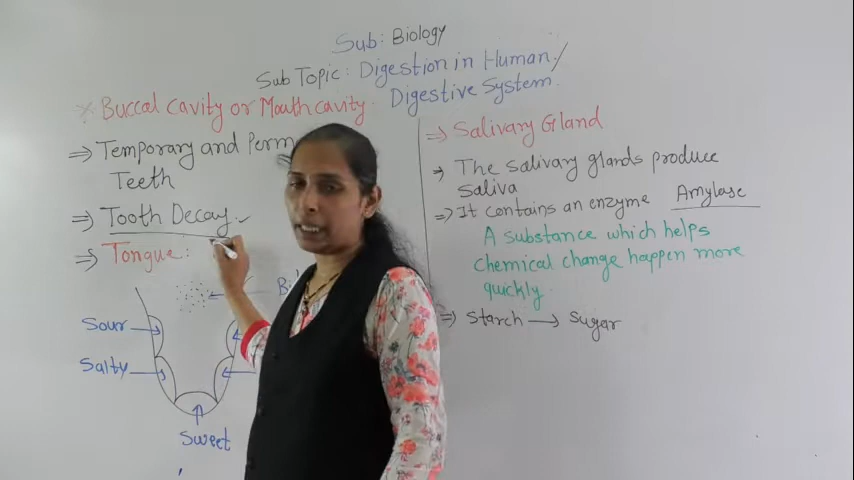 Sub: Biology
Sub Topic: Digestion in Human/
Digestive System
Buccal cavity or Mouth cavity
⇒ Temporary and Perm
Teeth
⇒ Tooth Decay
⇒ Tongue:
Sour
Salty
Sweet
⇒ Salivary Gland
⇒ The salivary glands produce
saliva
⇒ It contains an enzyme Amylase
A substance which helps
chemical change happen more
quickly
⇒ Starch → Sugar